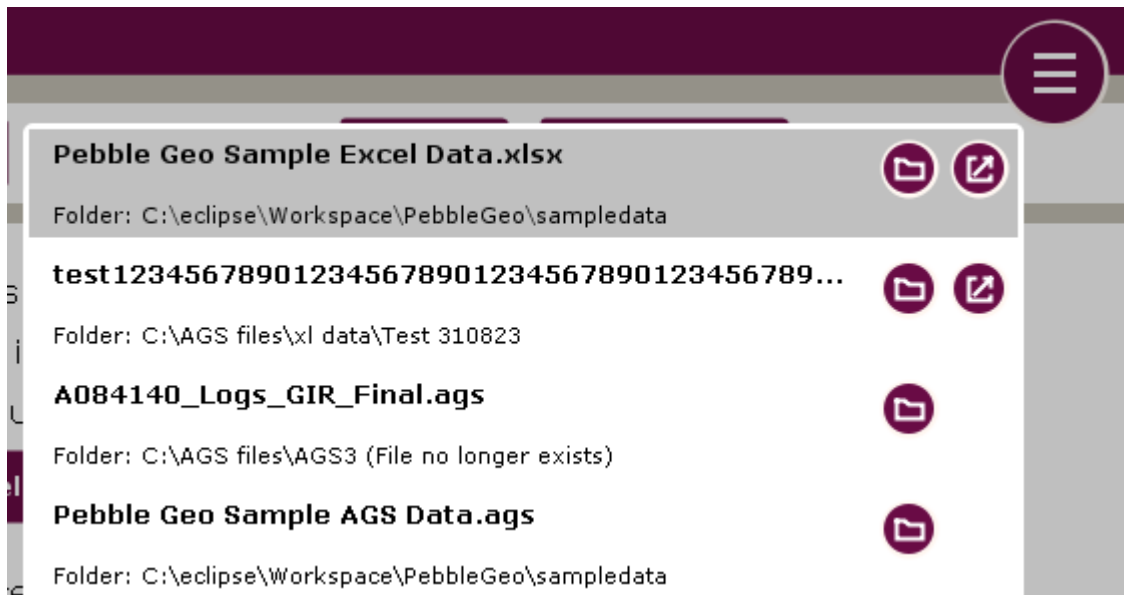 Pebble Geo Sample Excel Data.xlsx
Folder: C:\eclipse\Workspace\PebbleGeo\sampledata
test123456789012345678901234567890123456789...
Folder: C:\AGS files\xl data\Test 310823
A084140_Logs_GIR_Final.ags
Folder: C:\AGS files\AGS3 (File no longer exists)
Pebble Geo Sample AGS Data.ags
Folder: C:\eclipse\Workspace\PebbleGeo\sampledata